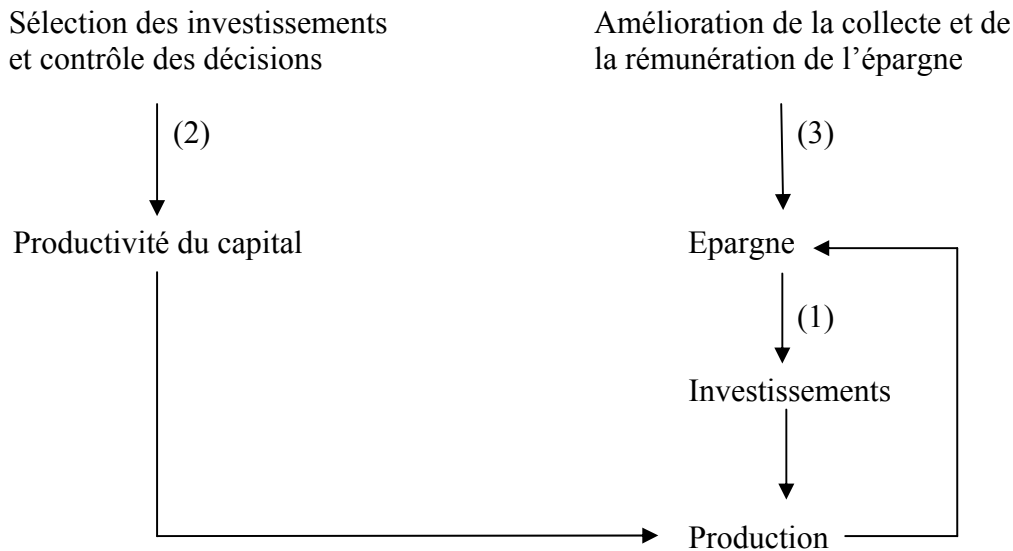 Sélection des investissements
et contrôle des décisions
Amélioration de la collecte et de
la rémunération de l’épargne
(2)
(3)
Productivité du capital
Epargne
(1)
Investissements
Production